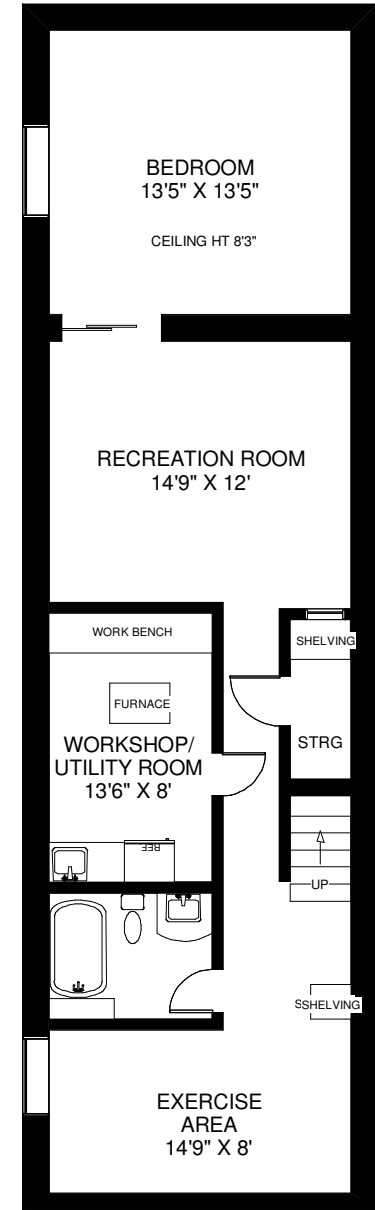 BEDROOM
13'5" X 13'5"
CEILING HT 8'3"
RECREATION ROOM
14'9" X 12'
WORK BENCH
SHELVING
FURNACE
STRG
WORKSHOP/
UTILITY ROOM
13'6" X 8'
REF
UP
SSHELVING
EXERCISE
AREA
14'9" X 8'